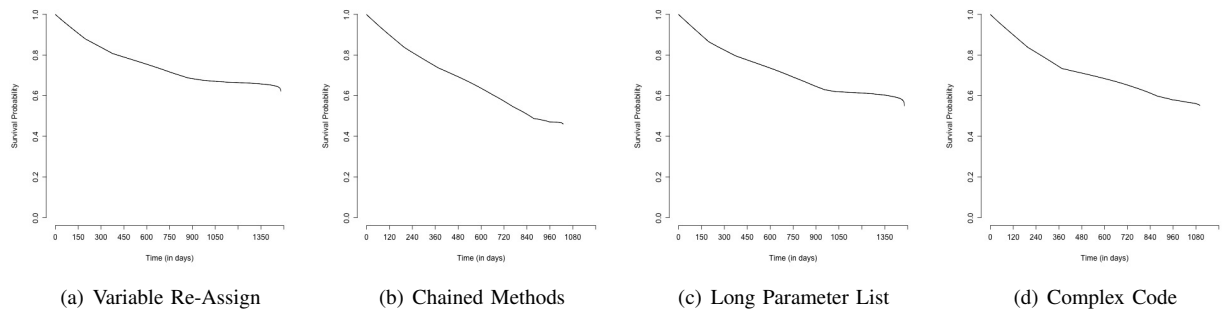 1.0
0.8
0.6
0.4
0.2
0.0
Survival Probability
0 150 300 450 600 750 900 1050 1350
Time (in days)
(a) Variable Re-Assign
1.0
0.8
0.6
0.4
0.2
0.0
Survival Probability
0 120 240 360 480 600 720 840 960 1080
Time (in days)
(b) Chained Methods
1.0
0.8
0.6
0.4
0.2
0.0
Survival Probability
0 150 300 450 600 750 900 1050 1350
Time (in days)
(c) Long Parameter List
1.0
0.8
0.6
0.4
0.2
0.0
Survival Probability
0 120 240 360 480 600 720 840 960 1080
Time (in days)
(d) Complex Code